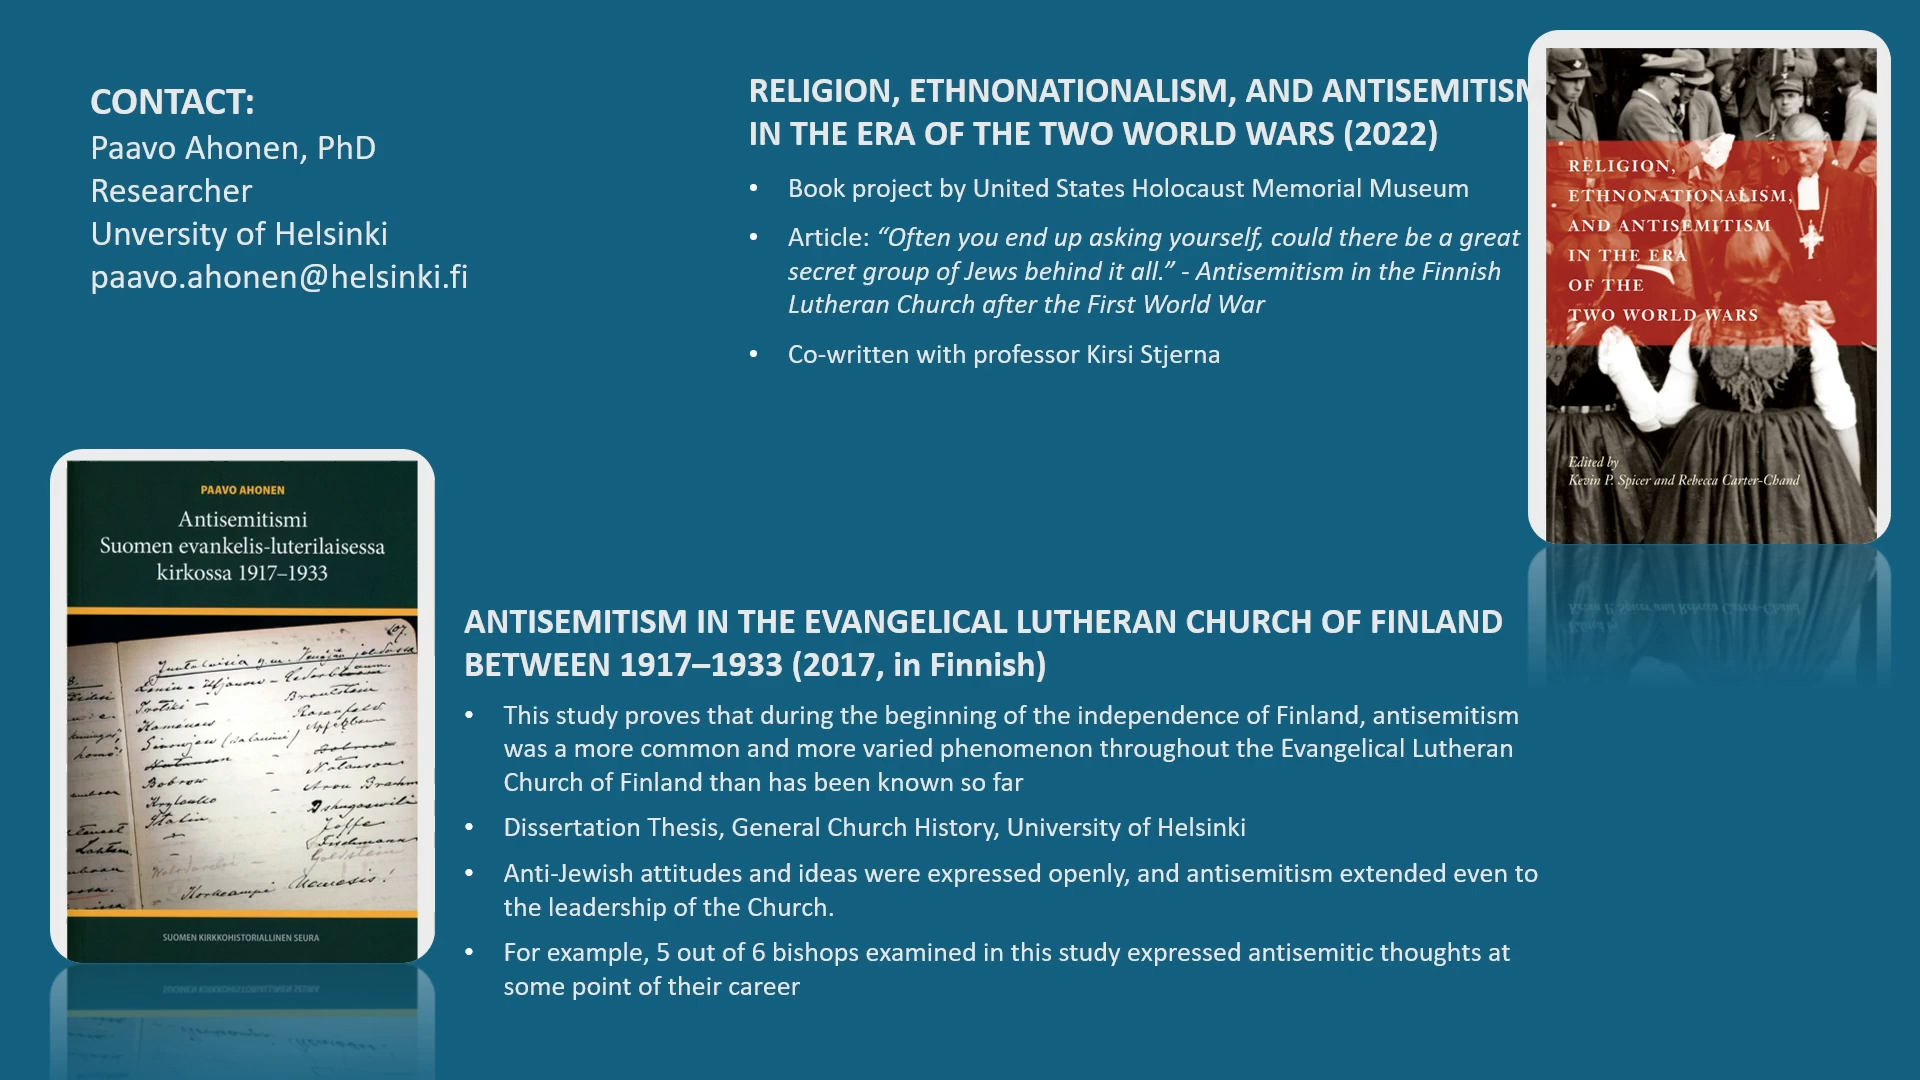 CONTACT:
Paavo Ahonen, PhD
Researcher
Unversity of Helsinki
paavo.ahonen@helsinki.fi
RELIGION, ETHNONATIONALISM, AND ANTISEMITISM
IN THE ERA OF THE TWO WORLD WARS (2022)
• Book project by United States Holocaust Memorial Museum
• Article: “Often you end up asking yourself, could there be a great
secret group of Jews behind it all.” - Antisemitism in the Finnish
Lutheran Church after the First World War
• Co-written with professor Kirsi Stjerna
RELIGION,
ETHNONATIONALISM,
AND ANTISEMITISM
IN THE ERA
OF THE
TWO WORLD WARS
Edited by
Kevin P. Spicer and Rebecca Carter-Chand
PAAVO AHONEN
Antisemitismi
Suomen evankelis-luterilaisessa
kirkossa 1917–1933
Trotski
Bobrow
Stalin
Joffe
SUOMEN KIRKKOHISTORIALLINEN SEURA
ANTISEMITISM IN THE EVANGELICAL LUTHERAN CHURCH OF FINLAND
BETWEEN 1917–1933 (2017, in Finnish)
• This study proves that during the beginning of the independence of Finland, antisemitism
was a more common and more varied phenomenon throughout the Evangelical Lutheran
Church of Finland than has been known so far
• Dissertation Thesis, General Church History, University of Helsinki
• Anti-Jewish attitudes and ideas were expressed openly, and antisemitism extended even to
the leadership of the Church.
• For example, 5 out of 6 bishops examined in this study expressed antisemitic thoughts at
some point of their career